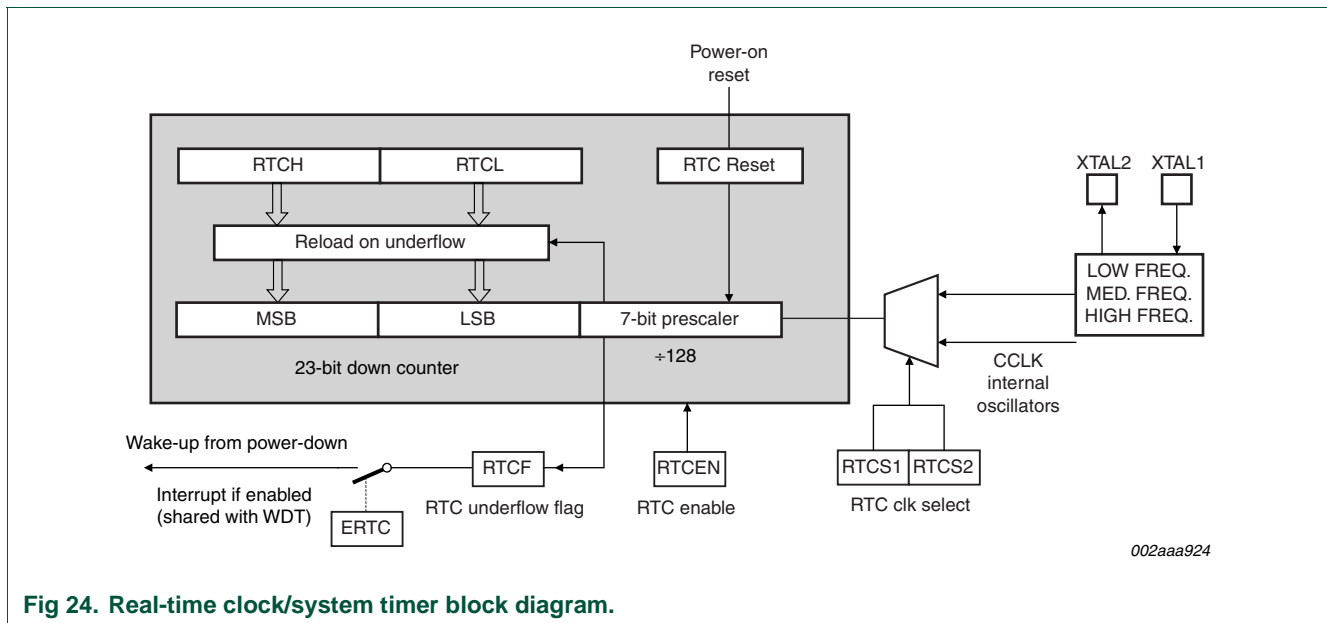 Power-on
reset
RTCH
RTCL
RTC Reset
XTAL2
XTAL1
Reload on underflow
LOW FREQ.
MED. FREQ.
HIGH FREQ.
MSB
LSB
7-bit prescaler
÷128
23-bit down counter
CCLK
internal
oscillators
Wake-up from power-down
RTCF
RTCEN
RTCS1
RTCS2
Interrupt if enabled
(shared with WDT)
RTC underflow flag
RTC enable
RTC clk select
ERTC
002aaa924
Fig 24. Real-time clock/system timer block diagram.